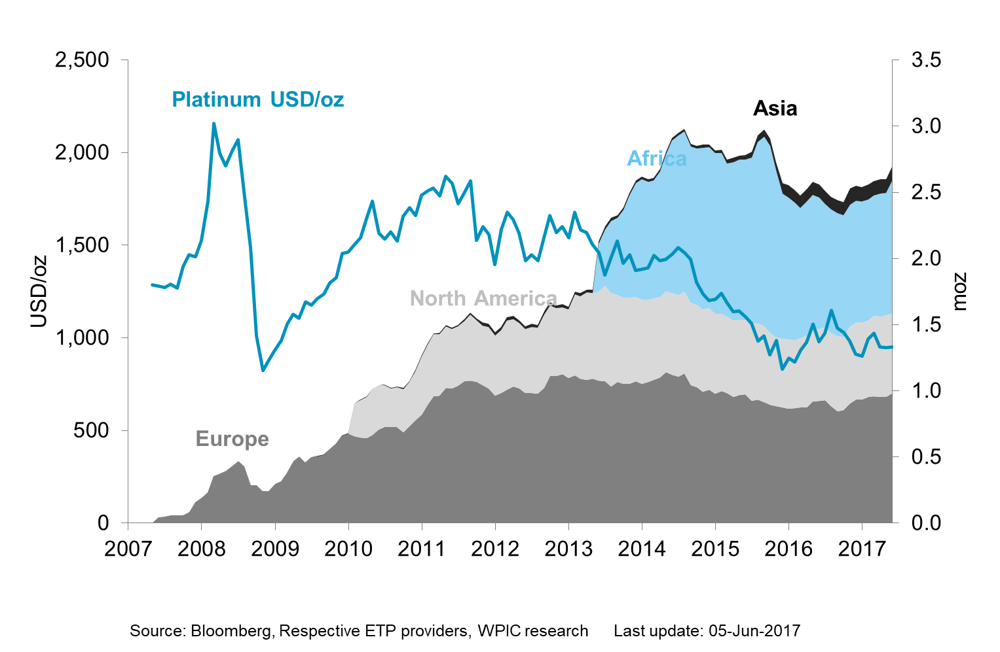 2,500
3.5
Platinum USD/oz
Asia
3.0
2,000
Africa
2.5
1,500
2.0
USD/oz
North America
moz
1.5
1,000
Europe
1.0
500
0.5
0
0.0
2007 2008 2009 2010 2011 2012 2013 2014 2015 2016 2017
Source: Bloomberg, Respective ETP providers, WPIC research Last update: 05-Jun-2017